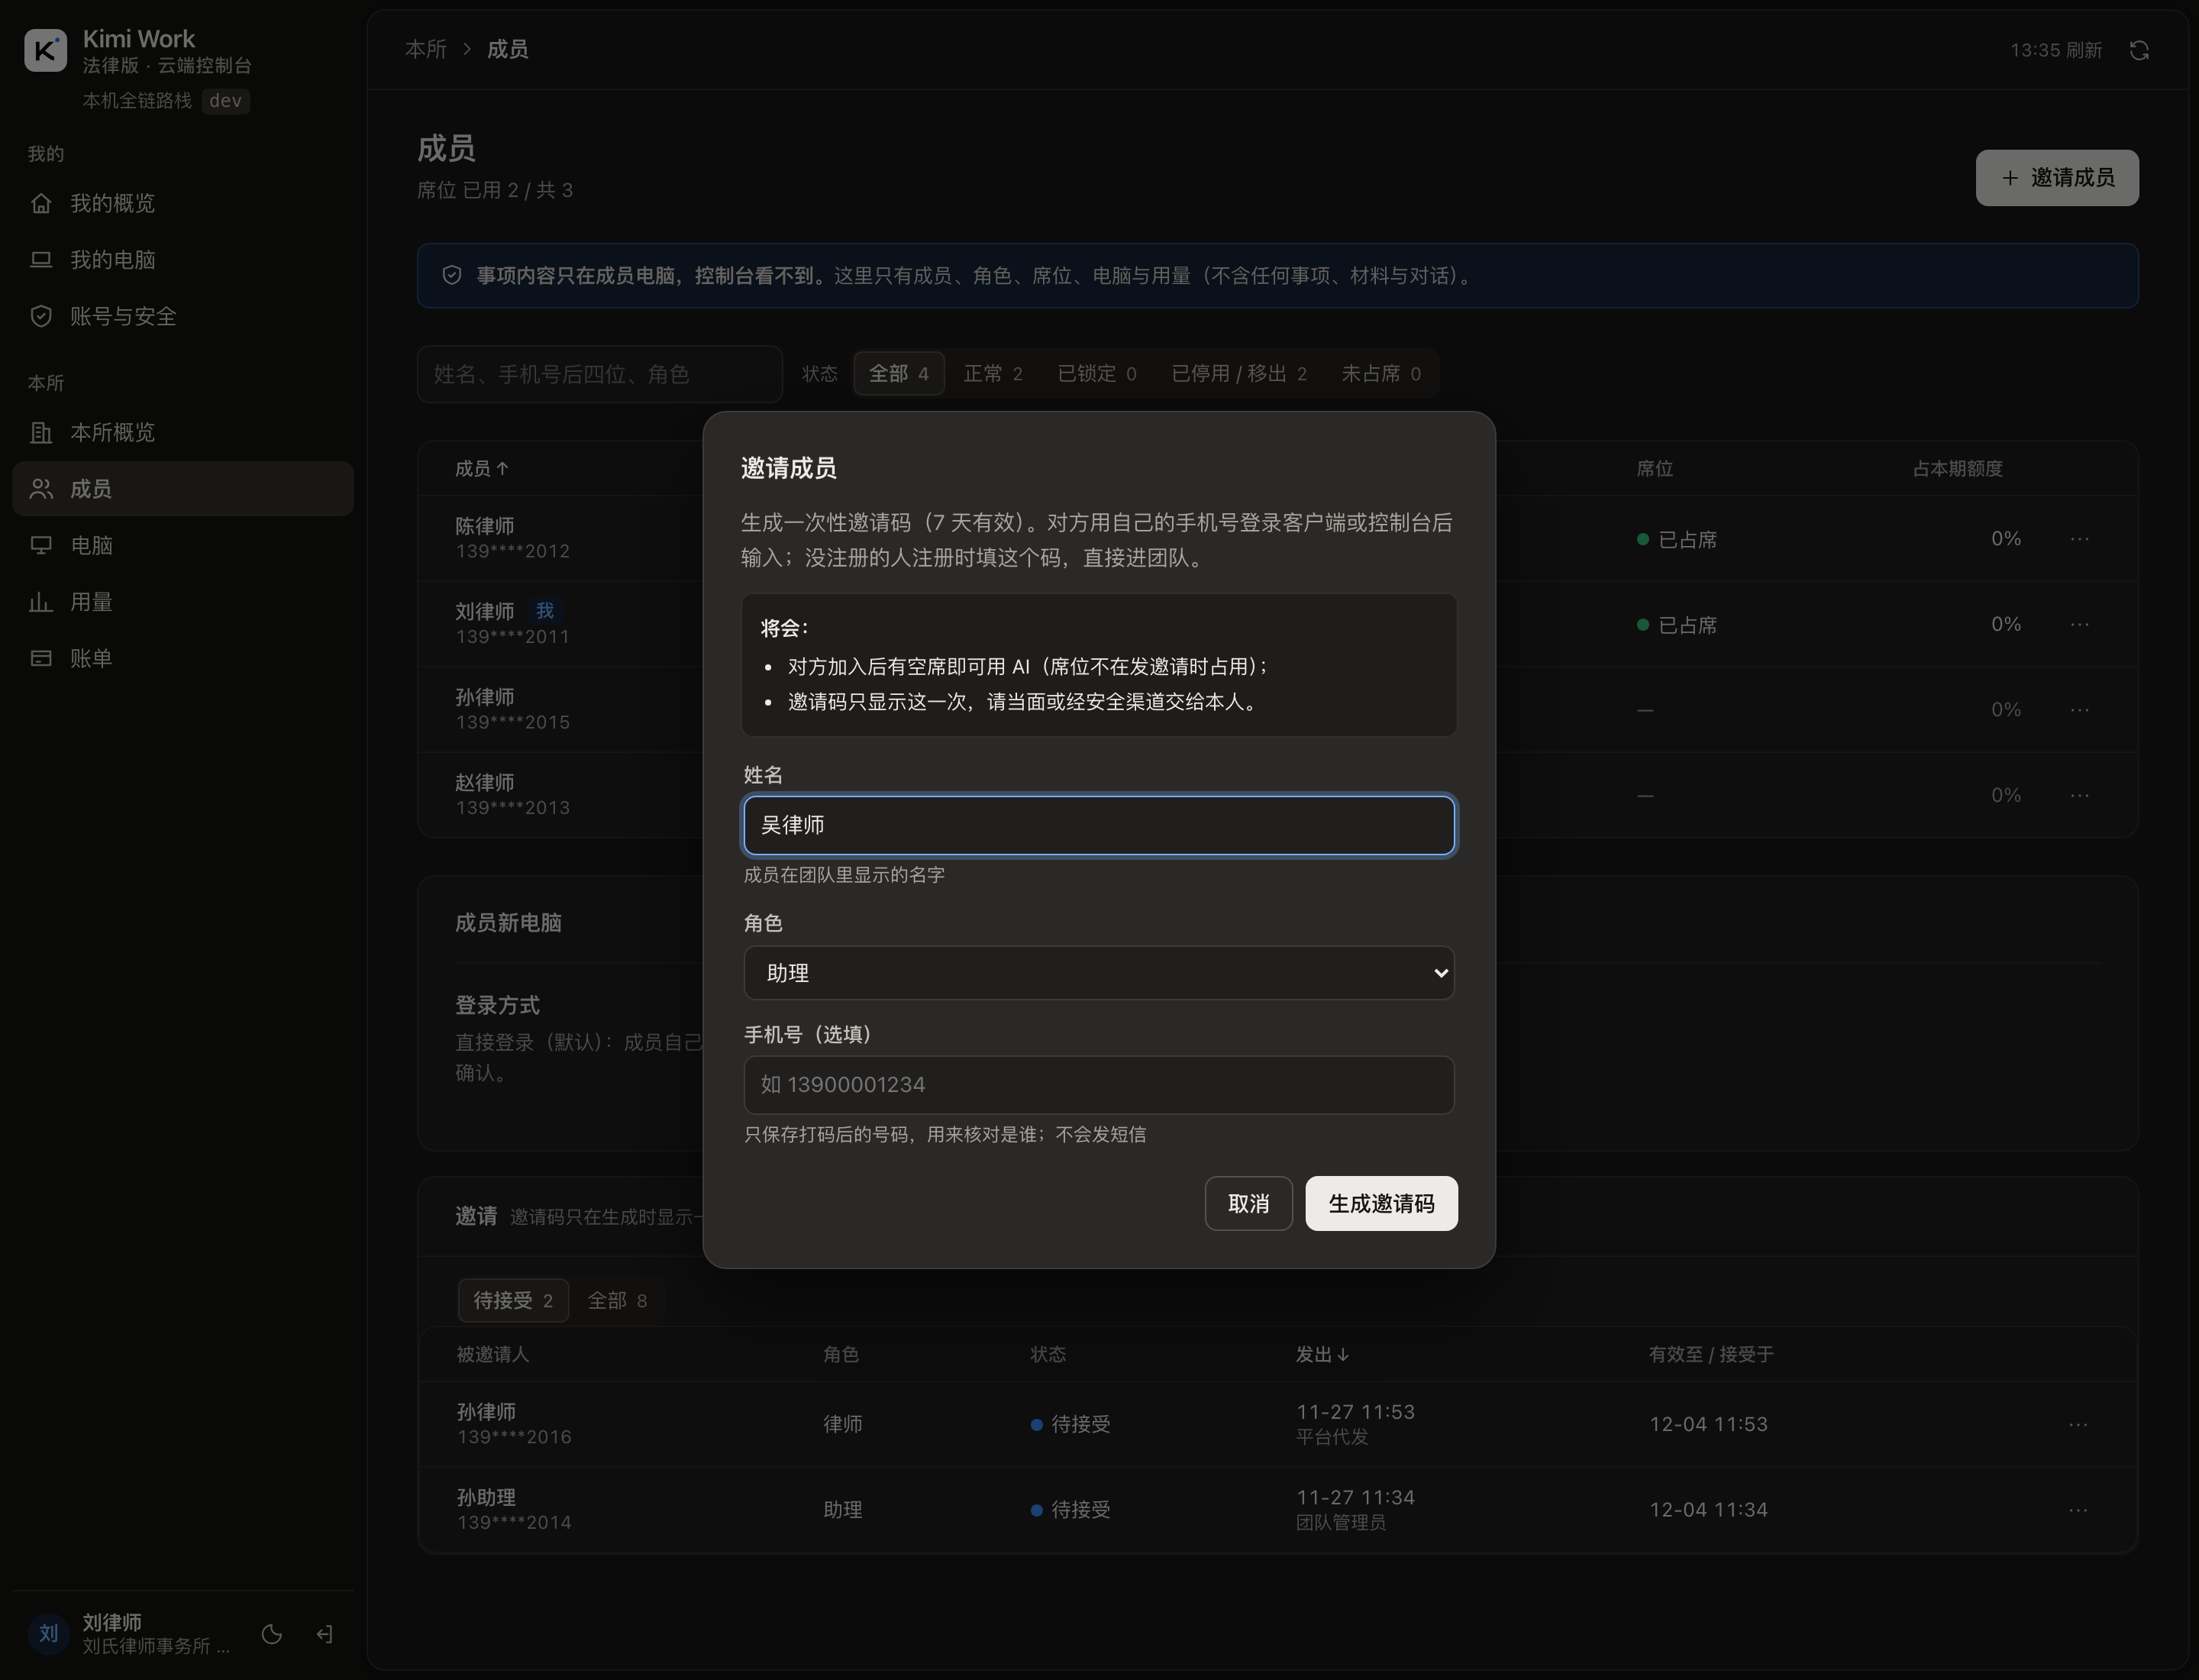 Kimi Work
法律版 · 云端控制台
本机全链路栈 dev
我的
我的概览
我的电脑
账号与安全
本所
本所概览
成员
电脑
用量
账单
刘
刘律师
刘氏律师事务所 ...
本所 > 成员
13:35 刷新
成员
席位 已用 2 / 共 3
+ 邀请成员
事项内容只在成员电脑，控制台看不到。这里只有成员、角色、席位、电脑与用量（不含任何事项、材料与对话）。
姓名、手机号后四位、角色
状态 全部 4 正常 2 已锁定 0 已停用 / 移出 2 未占席 0
成员 ↑ 席位 占本期额度
陈律师
139****2012
已占席 0% ...
刘律师 我
139****2011
已占席 0% ...
孙律师
139****2015
— 0% ...
赵律师
139****2013
— 0% ...
成员新电脑
登录方式
直接登录（默认）：成员自己
确认。
邀请 邀请码只在生成时显示一
待接受 2 全部 8
被邀请人 角色 状态 发出 ↓ 有效至 / 接受于
孙律师
139****2016
律师 待接受
11-27 11:53
平台代发
12-04 11:53 ...
孙助理
139****2014
助理 待接受
11-27 11:34
团队管理员
12-04 11:34 ...
邀请成员
生成一次性邀请码（7 天有效）。对方用自己的手机号登录客户端或控制台后
输入；没注册的人注册时填这个码，直接进团队。
将会：
• 对方加入后有空席即可用 AI（席位不在发邀请时占用）；
• 邀请码只显示这一次，请当面或经安全渠道交给本人。
姓名
吴律师
成员在团队里显示的名字
角色
助理
手机号（选填）
如 13900001234
只保存打码后的号码，用来核对是谁；不会发短信
取消 生成邀请码